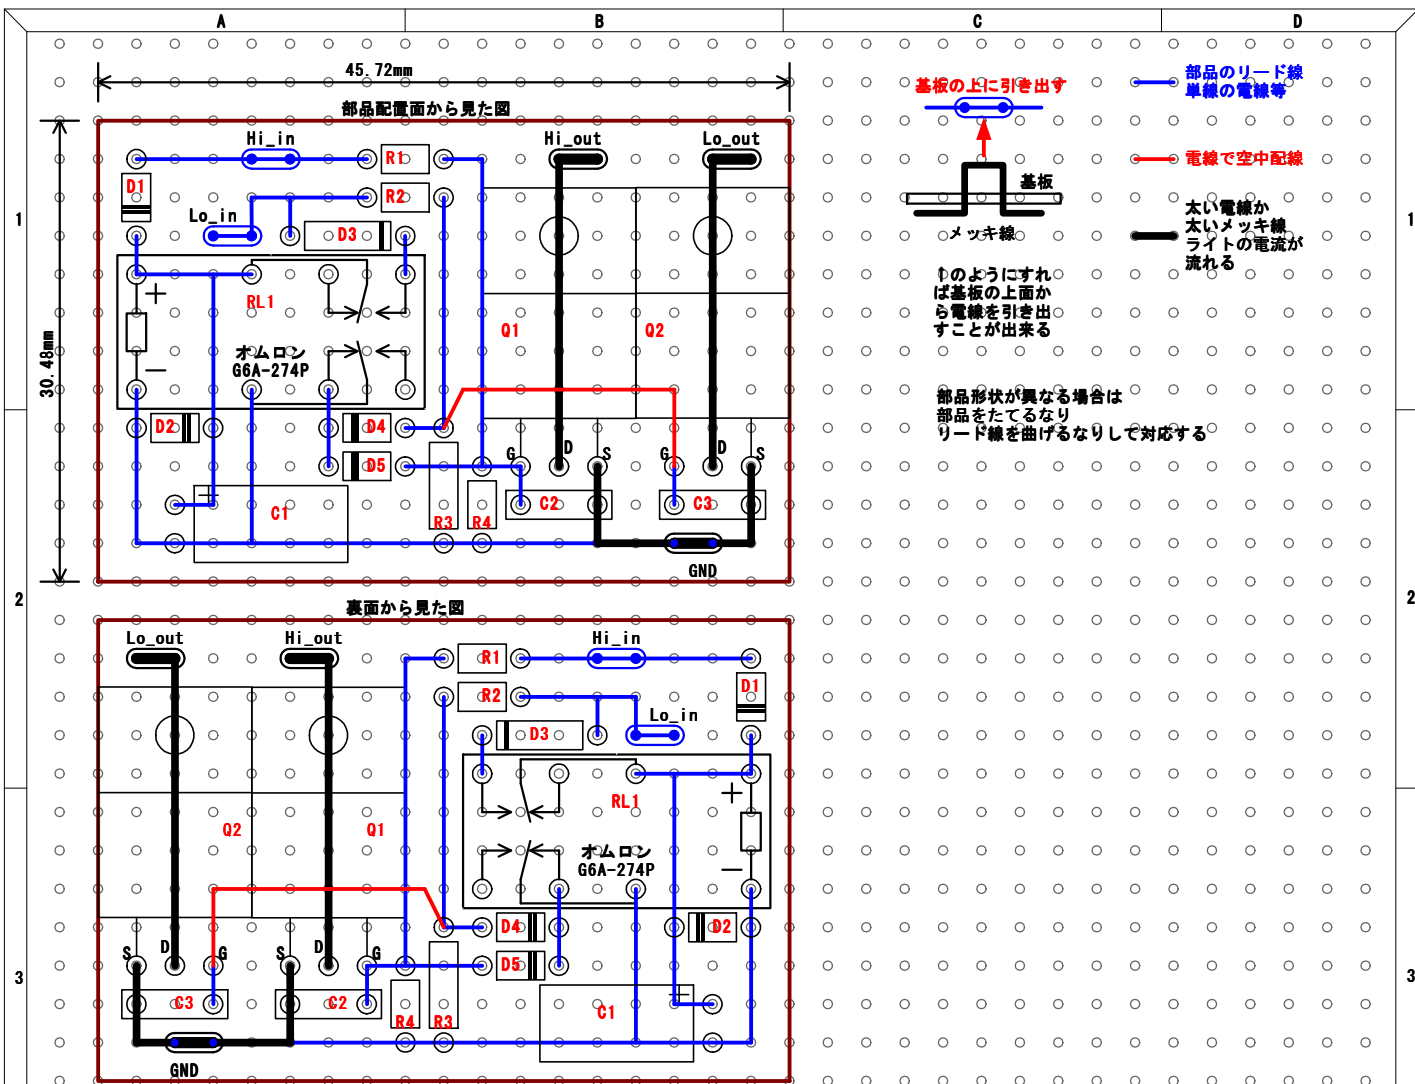 A
B
C
D
45.72mm
部品配置面から見た図
Hi_in
Hi_out
Lo_out
R1
D1
R2
Lo_in
D3
1
RL1
Q1
Q2
オムロン
G6A-274P
30.48mm
D2
D4
D5
G
D
S
G
D
S
C1
C2
C3
R3
R4
GND
2
基板の上に引き出す
基板
メッキ線
↑のようにすれ
ば基板の上面か
ら電線を引き出
すことが出来る
部品のリード線
単線の電線等
電線で空中配線
太い電線か
太いメッキ線
ライトの電流が
流れる
1
部品形状が異なる場合は
部品をたてるなり
リード線を曲げるなりして対応する
2
裏面から見た図
Lo_out
Hi_out
Hi_in
R1
R2
D1
Lo_in
D3
RL1
Q2
Q1
オムロン
G6A-274P
D4
D2
S
D
G
S
D
G
D5
3
C3
C2
C1
R4
R3
GND
3